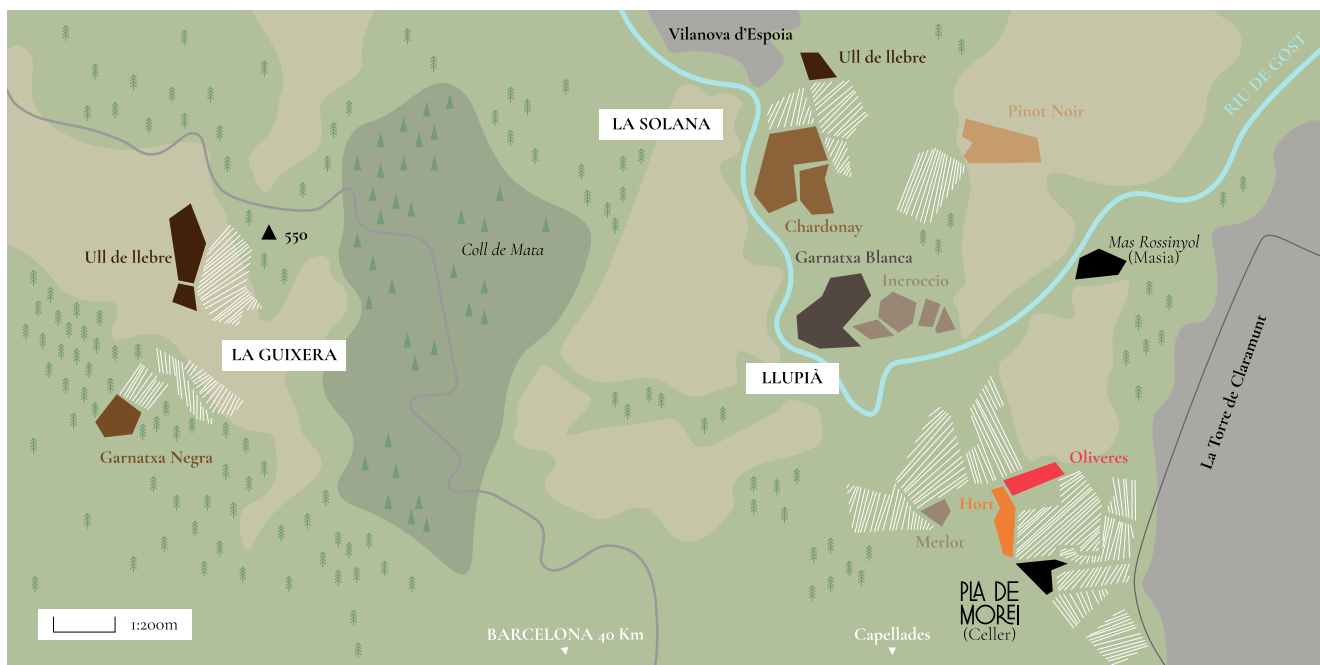 Vilanova d'Espoia
Ull de llebre
RIU DE GOST
LA SOLANA
Pinot Noir
Chardonay
550
Ull de llebre
Coll de Mata
Mas Rossinyol
(Masia)
Garnatxa Blanca
Incroccio
LA GUIXERA
LLUPIÀ
La Torre de Claramunt
Garnatxa Negra
Oliveres
Hort
Merlot
PLA DE
MOREI
(Celler)
1:200m
BARCELONA 40 Km
Capellades